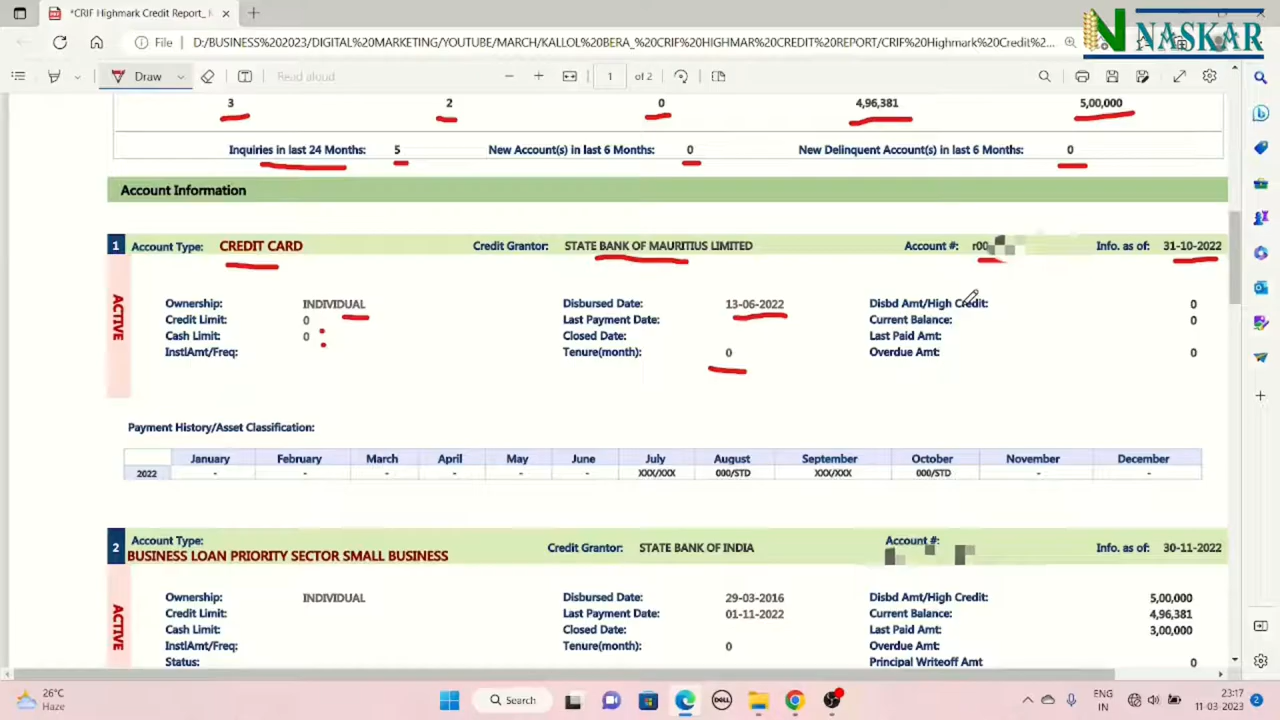 *CRIF Highmark Credit Report_
NASKAR
File
D:/BUSINESS%202023/DIGITAL%20MARKETING/YOUTUBE/MARCH/KALLOL%20BERA_%20CRIF%20HIGHMAR%20CREDIT%20REPORT/CRIF%20Highmark%20Credit%...
Draw
Read aloud
1 of 2
3 2 0 4,96,381 5,00,000
Inquiries in last 24 Months: 5 New Account(s) in last 6 Months: 0 New Delinquent Account(s) in last 6 Months: 0
Account Information
1 Account Type: CREDIT CARD Credit Grantor: STATE BANK OF MAURITIUS LIMITED Account #: r00 Info. as of: 31-10-2022
ACTIVE
Ownership: INDIVIDUAL Disbursed Date: 13-06-2022 Disbd Amt/High Credit: 0
Credit Limit: 0 Last Payment Date: Current Balance: 0
Cash Limit: 0 Closed Date: Last Paid Amt:
InstlAmt/Freq: Tenure(month): 0 Overdue Amt: 0
Payment History/Asset Classification:
January February March April May June July August September October November December
2022 - - - - - - XXX/XXX 000/STD XXX/XXX 000/STD - -
2 Account Type: BUSINESS LOAN PRIORITY SECTOR SMALL BUSINESS Credit Grantor: STATE BANK OF INDIA Account #: Info. as of: 30-11-2022
ACTIVE
Ownership: INDIVIDUAL Disbursed Date: 29-03-2016 Disbd Amt/High Credit: 5,00,000
Credit Limit: Last Payment Date: 01-11-2022 Current Balance: 4,96,381
Cash Limit: Closed Date: Last Paid Amt: 3,00,000
InstlAmt/Freq: Tenure(month): 0 Overdue Amt:
Status: Principal Writeoff Amt 0
26°C
Haze
Search
DELL
ENG
IN
23:17
11-03-2023
2